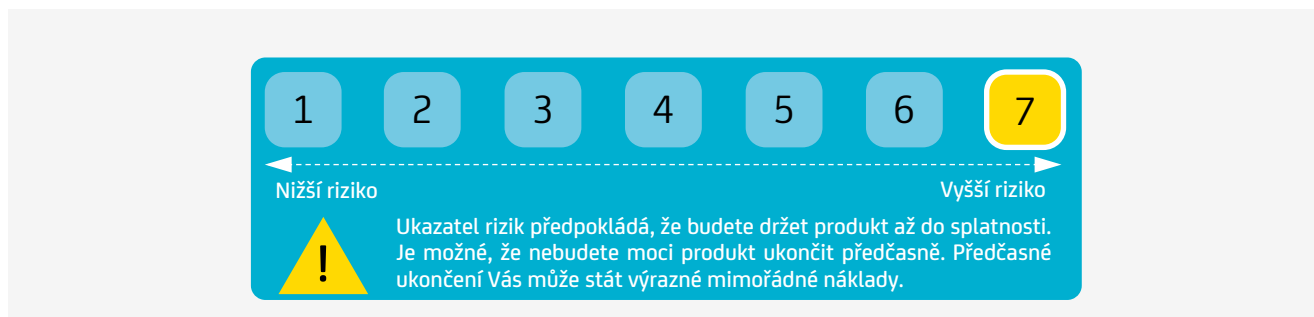 1 2 3 4 5 6 7
Nižší riziko Vyšší riziko
Ukazatel rizik předpokládá, že budete držet produkt až do splatnosti.
Je možné, že nebudete moci produkt ukončit předčasně. Předčasné
ukončení Vás může stát výrazné mimořádné náklady.
!